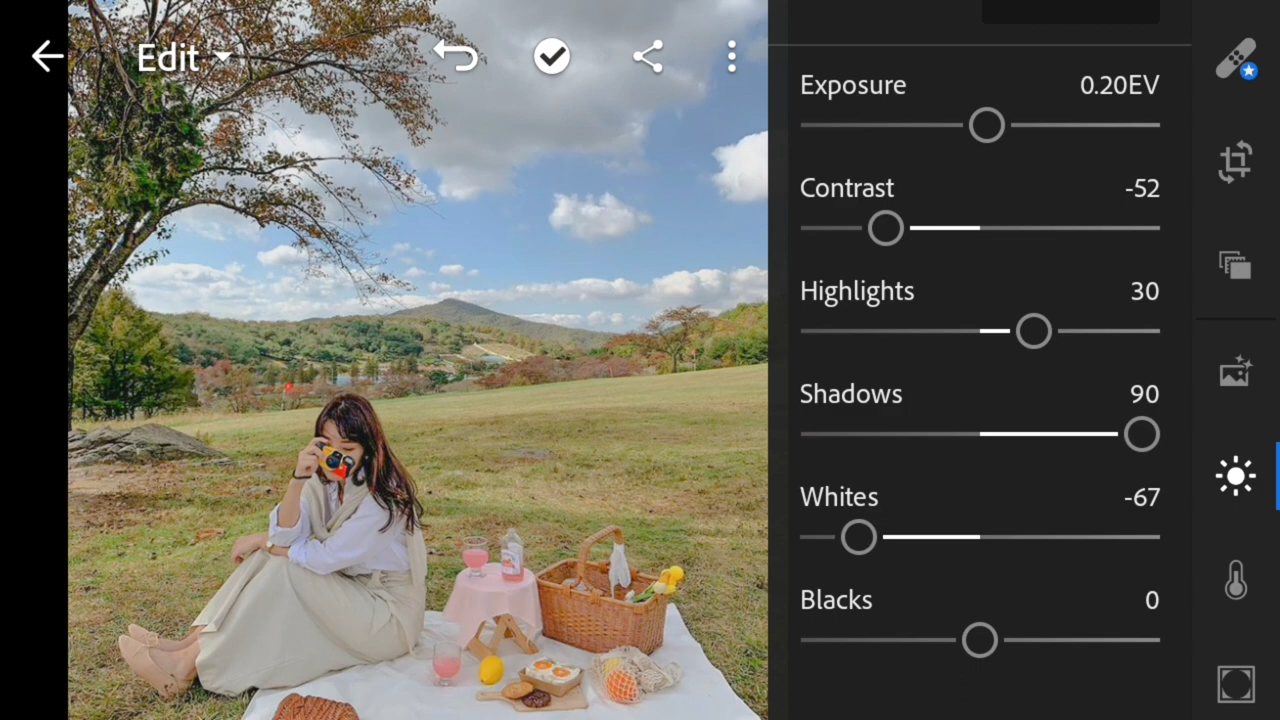 Edit
Exposure 0.20EV
Contrast -52
Highlights 30
Shadows 90
Whites -67
Blacks 0